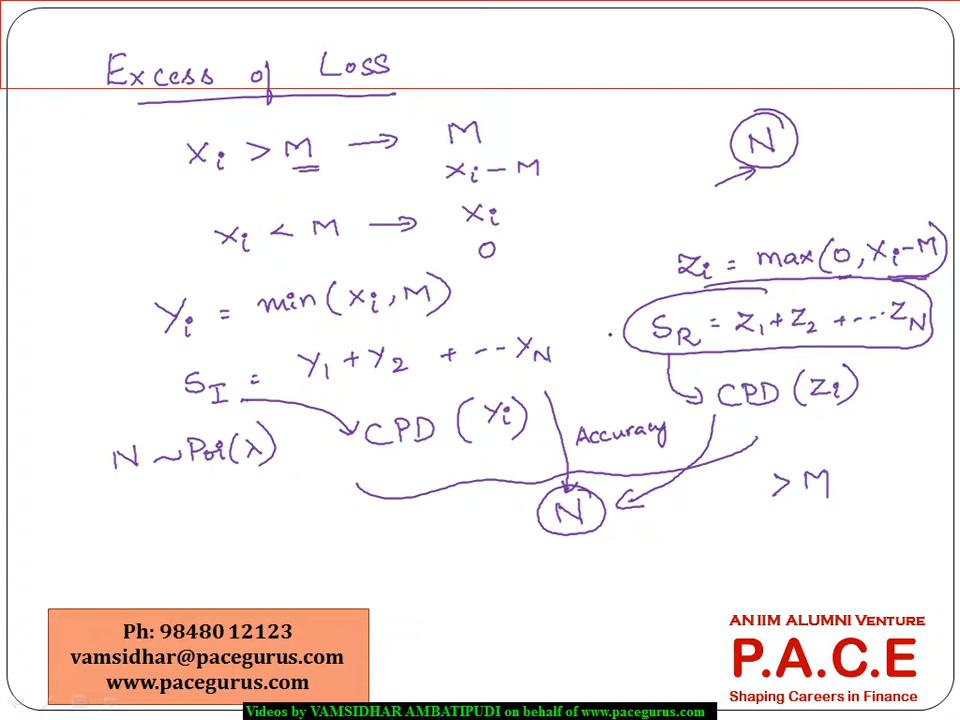 Excess of Loss
Xi > M → M
Xi – M
Xi < M → Xi
0
N
Zi = max(0, Xi–M)
Yi = min(Xi, M)
SR = Z1 + Z2 + ---- ZN
SI = Y1 + Y2 + -- YN
CPD (Zi)
CPD (Yi)
Accuracy
N ~ Poi(λ)
> M
N
Ph: 98480 12123
vamsidhar@pacegurus.com
www.pacegurus.com
AN IIM ALUMNI VENTURE
P.A.C.E
Shaping Careers in Finance
Videos by VAMSIDHAR AMBATIPUDI on behalf of www.pacegurus.com